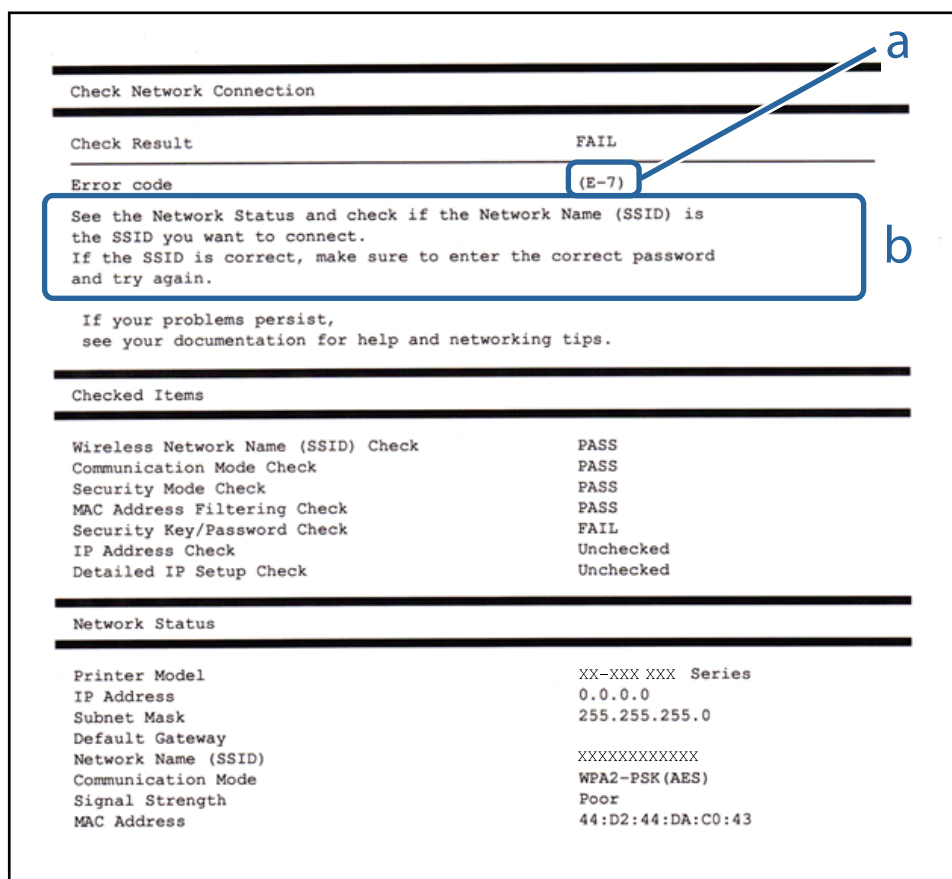 a
Check Network Connection
Check Result FAIL
Error code (E-7)
See the Network Status and check if the Network Name (SSID) is
the SSID you want to connect.
If the SSID is correct, make sure to enter the correct password
and try again.
b
If your problems persist,
see your documentation for help and networking tips.
Checked Items
Wireless Network Name (SSID) Check PASS
Communication Mode Check PASS
Security Mode Check PASS
MAC Address Filtering Check PASS
Security Key/Password Check FAIL
IP Address Check Unchecked
Detailed IP Setup Check Unchecked
Network Status
Printer Model XX-XXX XXX Series
IP Address 0.0.0.0
Subnet Mask 255.255.255.0
Default Gateway
Network Name (SSID) XXXXXXXXXXXX
Communication Mode WPA2-PSK(AES)
Signal Strength Poor
MAC Address 44:D2:44:DA:C0:43